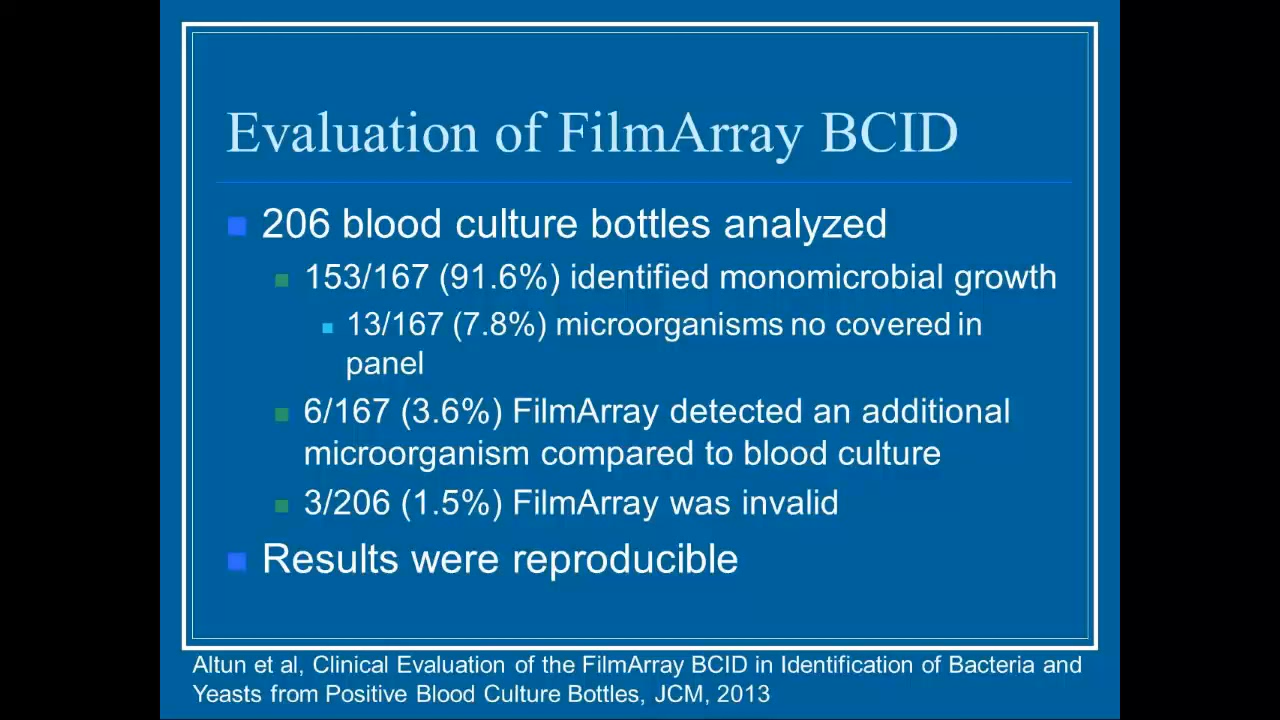 Evaluation of FilmArray BCID
206 blood culture bottles analyzed
153/167 (91.6%) identified monomicrobial growth
13/167 (7.8%) microorganisms no covered in
panel
6/167 (3.6%) FilmArray detected an additional
microorganism compared to blood culture
3/206 (1.5%) FilmArray was invalid
Results were reproducible
Altun et al, Clinical Evaluation of the FilmArray BCID in Identification of Bacteria and
Yeasts from Positive Blood Culture Bottles, JCM, 2013